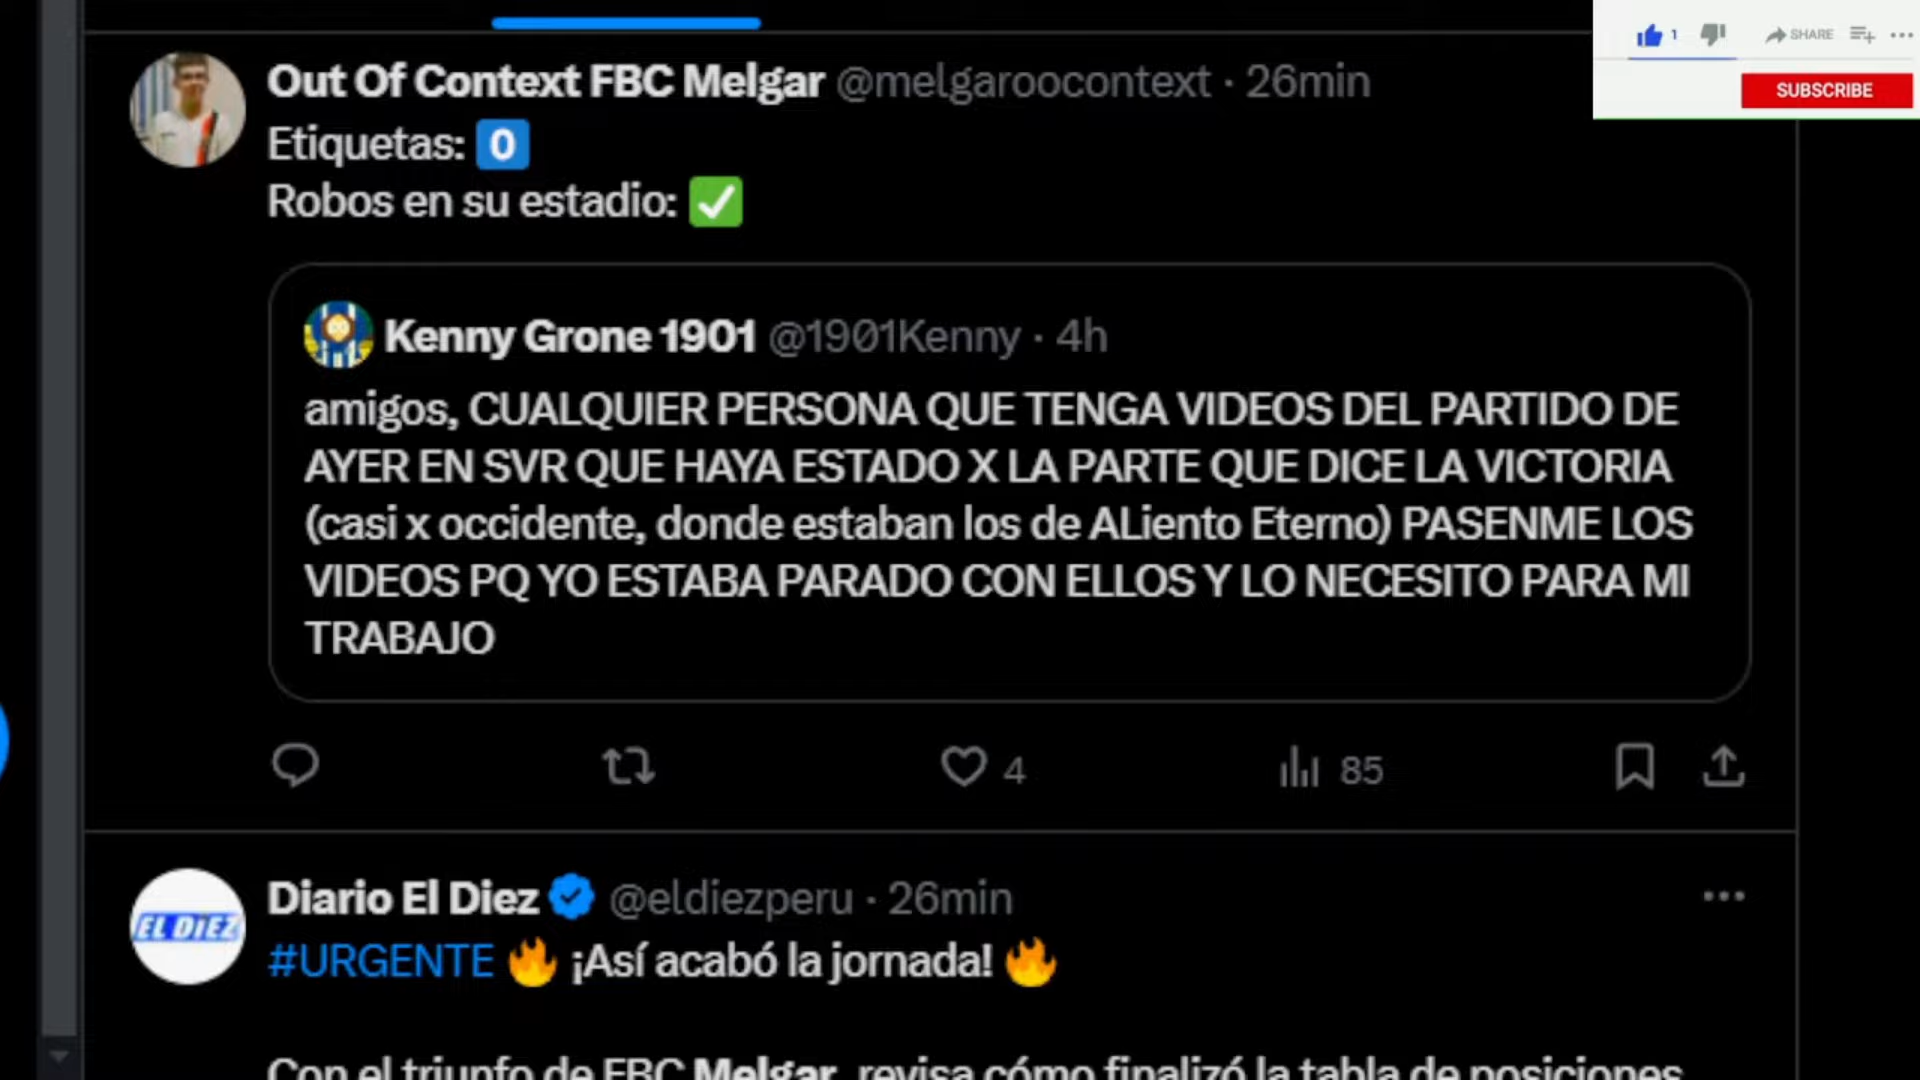 1 SHARE
SUBSCRIBE
Out Of Context FBC Melgar @melgaroocontext · 26min
Etiquetas: 0
Robos en su estadio: ✅
Kenny Grone 1901 @1901Kenny · 4h
amigos, CUALQUIER PERSONA QUE TENGA VIDEOS DEL PARTIDO DE
AYER EN SVR QUE HAYA ESTADO X LA PARTE QUE DICE LA VICTORIA
(casi x occidente, donde estaban los de ALiento Eterno) PASENME LOS
VIDEOS PQ YO ESTABA PARADO CON ELLOS Y LO NECESITO PARA MI
TRABAJO
4 85
EL DIEZ
Diario El Diez @eldiezperu · 26min
#URGENTE 🔥 ¡Así acabó la jornada! 🔥
Con el triunfo de FBC Melgar, revisa cómo finalizó la tabla de posiciones